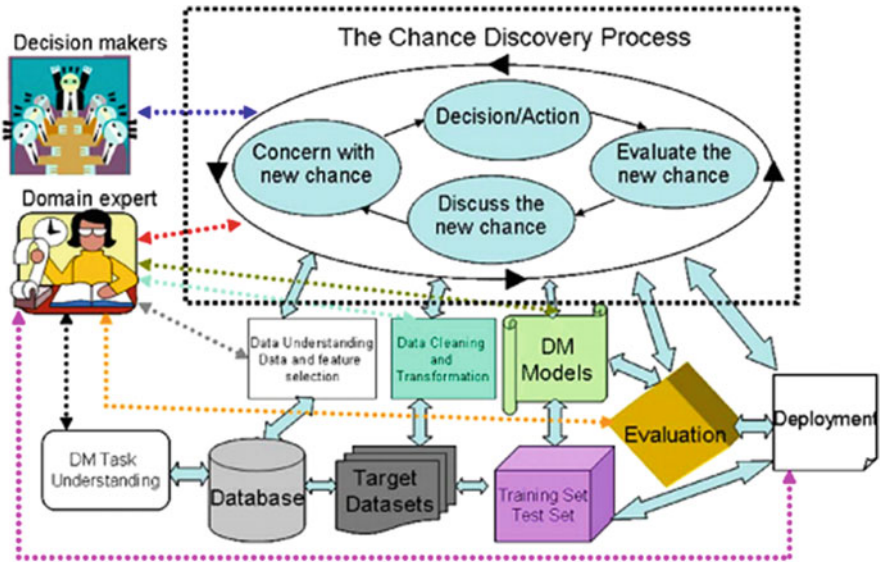 Decision makers
The Chance Discovery Process
Decision/Action
Concern with
new chance
Evaluate the
new chance
Discuss the
new chance
Domain expert
Data Understanding
Data and feature
selection
Data Cleaning
and
Transformation
DM
Models
Evaluation
Deployment
DM Task
Understanding
Database
Target
Datasets
Training Set
Test Set